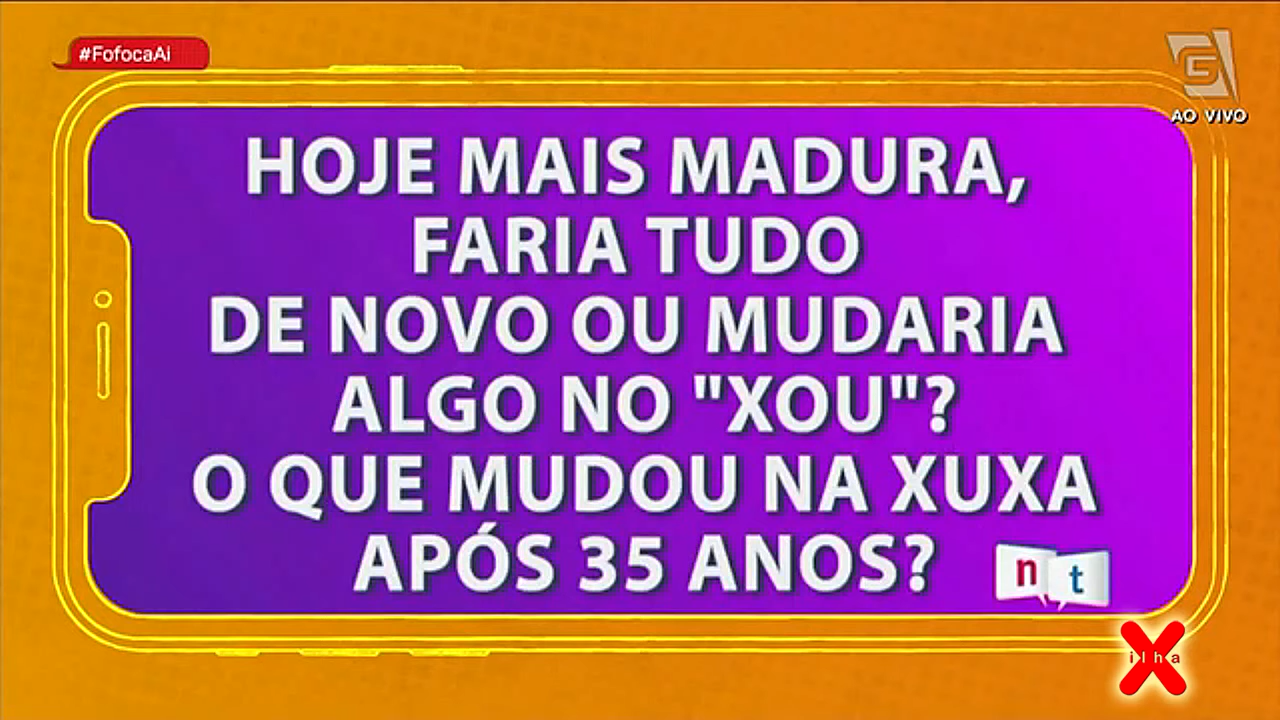 #FofocaAi
G
AO VIVO
HOJE MAIS MADURA,
FARIA TUDO
DE NOVO OU MUDARIA
ALGO NO "XOU"?
O QUE MUDOU NA XUXA
APÓS 35 ANOS?
n t
X
ilha